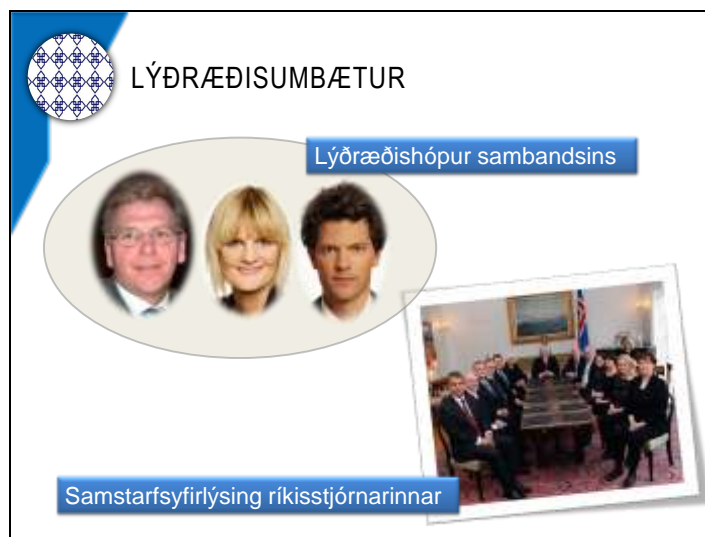 LÝÐRÆÐISUMBÆTUR
Lýðræðishópur sambandsins
Samstarfsyfirlýsing ríkisstjórnarinnar